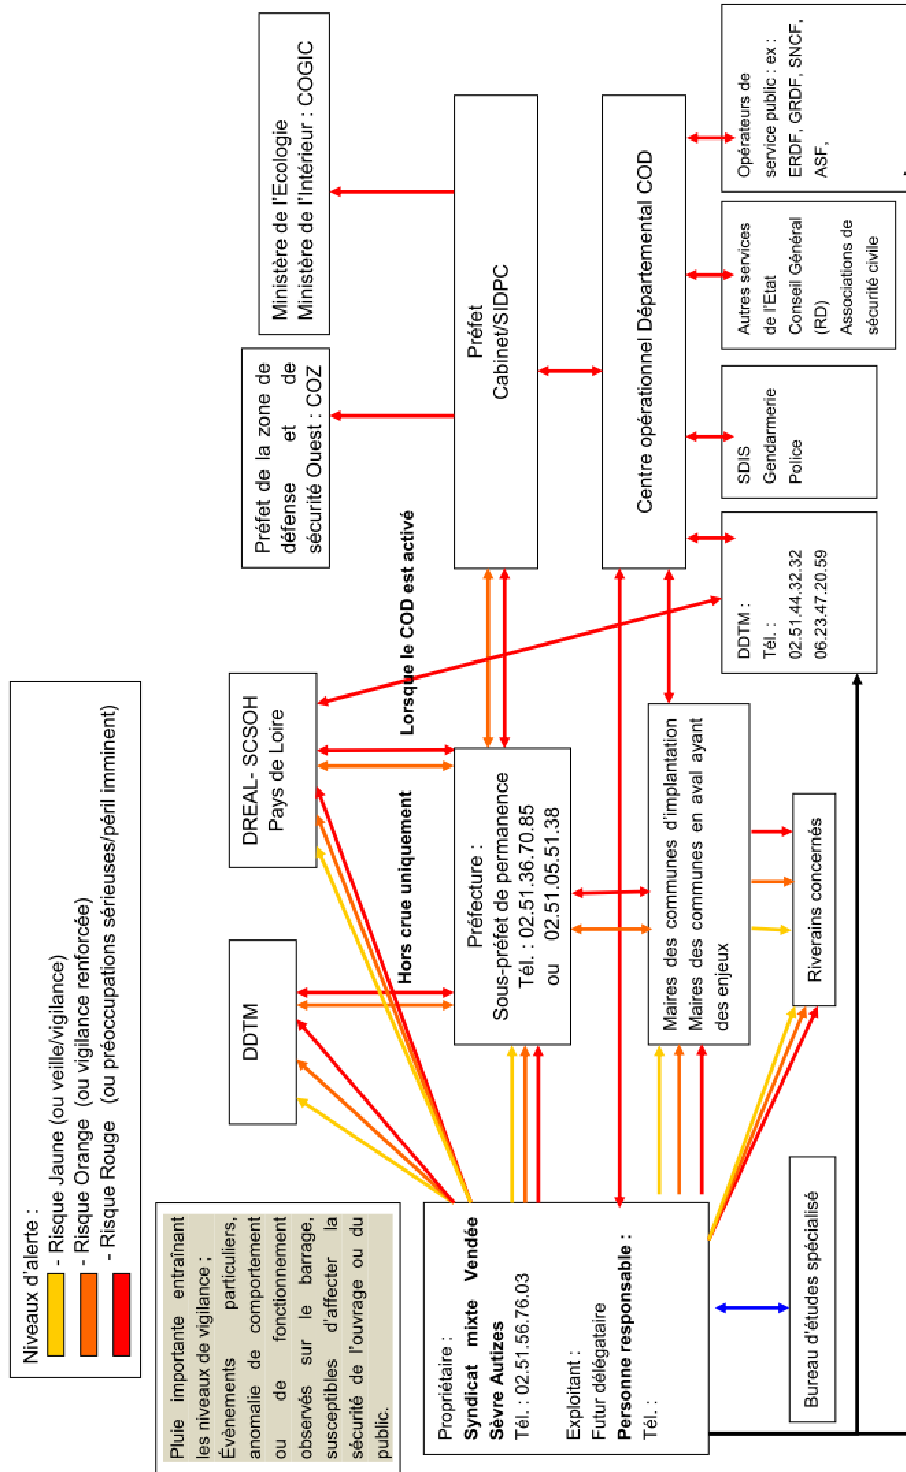 Niveaux d'alerte :
- Risque Jaune (ou veille/vigilance)
- Risque Orange (ou vigilance renforcée)
- Risque Rouge (ou préoccupations sérieuses/péril imminent)
Pluie importante entraînant
les niveaux de vigilance ;
Évènements particuliers,
anomalie de comportement
ou de fonctionnement
observés sur le barrage,
susceptibles d'affecter la
sécurité de l'ouvrage ou du
public.
DDTM
DREAL- SCSOH
Pays de Loire
Préfet de la zone de
défense et de
sécurité Ouest : COZ
Ministère de l'Ecologie
Ministère de l'Intérieur : COGIC
Hors crue uniquement
Lorsque le COD est activé
Propriétaire :
Syndicat mixte Vendée
Sèvre Autizes
Tél. : 02.51.56.76.03
Exploitant :
Futur délégataire
Personne responsable :
Tél. :
Préfecture :
Sous-préfet de permanence
Tél. : 02.51.36.70.85
ou 02.51.05.51.38
Préfet
Cabinet/SIDPC
Maires des communes d'implantation
Maires des communes en aval ayant
des enjeux
Centre opérationnel Départemental COD
Bureau d'études spécialisé
Riverains concernés
DDTM :
Tél. :
02.51.44.32.32
06.23.47.20.59
SDIS
Gendarmerie
Police
Autres services
de l'Etat
Conseil Général
(RD)
Associations de
sécurité civile
Opérateurs de
service public : ex :
ERDF, GRDF, SNCF,
ASF,